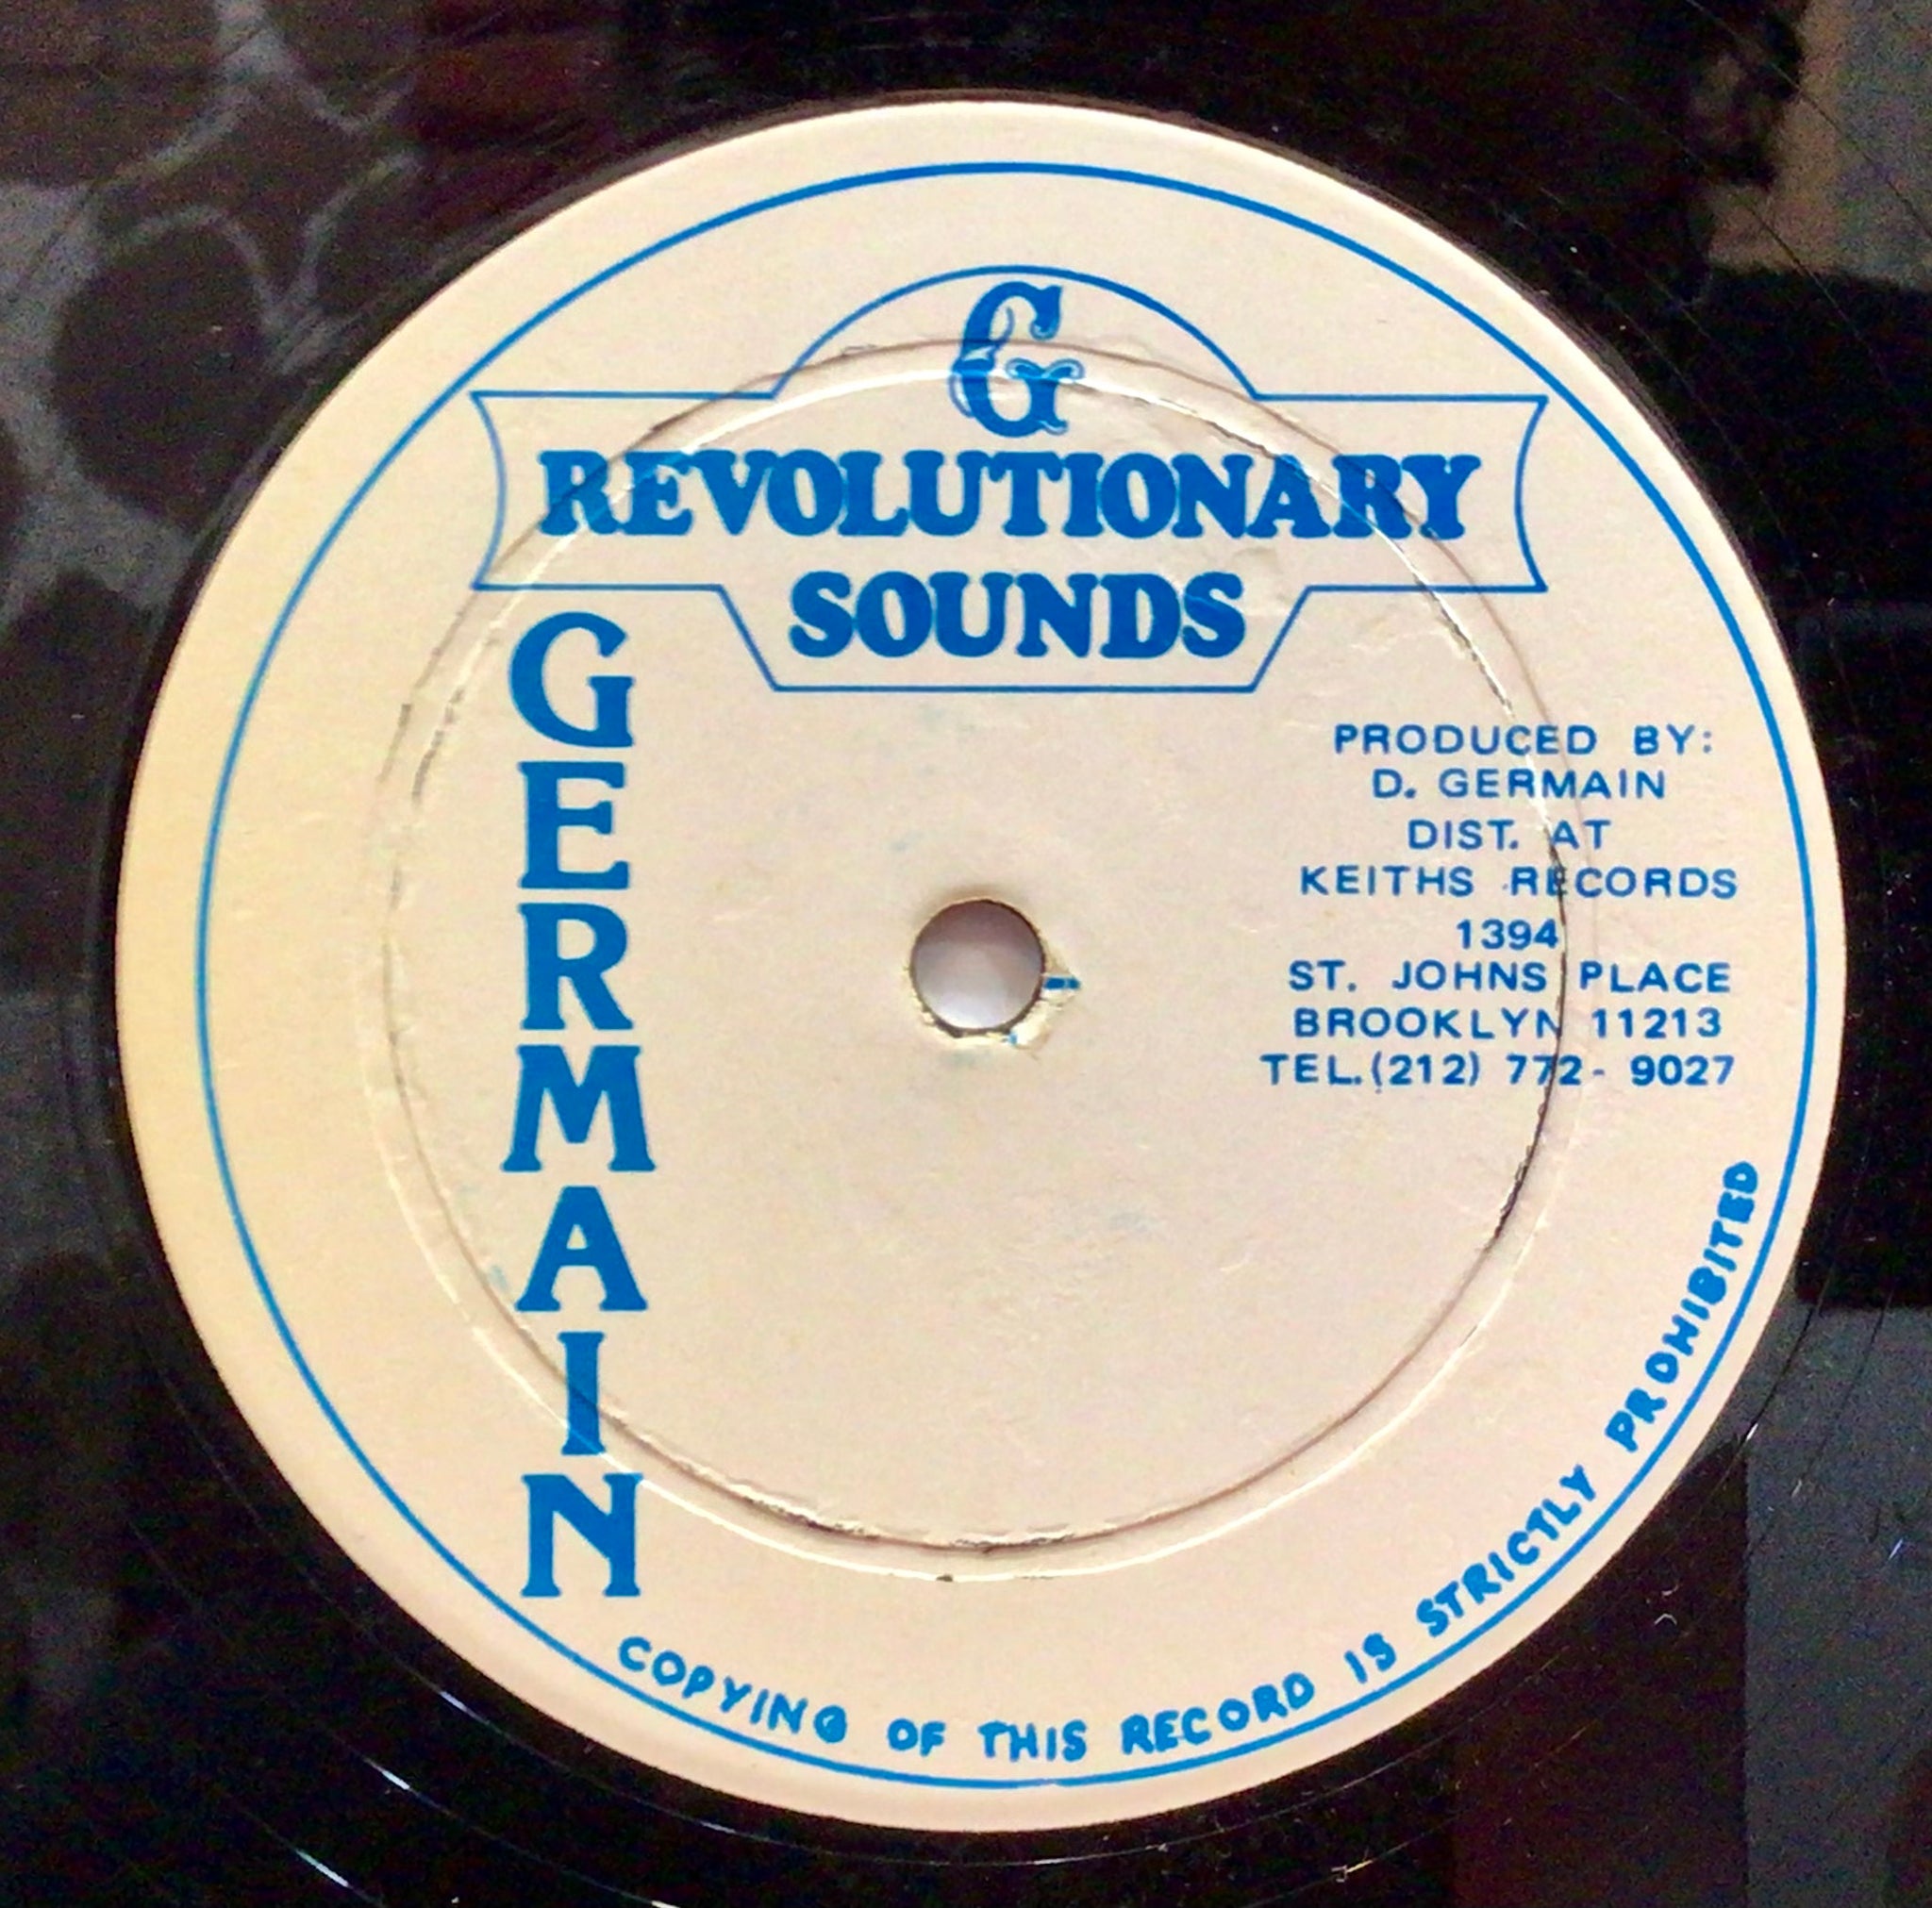 G
REVOLUTIONARY
SOUNDS
GERMAIN
PRODUCED BY:
D. GERMAIN
DIST. AT
KEITHS RECORDS
1394
ST. JOHNS PLACE
BROOKLYN 11213
TEL.(212) 772-9027
COPYING OF THIS RECORD IS STRICTLY PROHIBITED